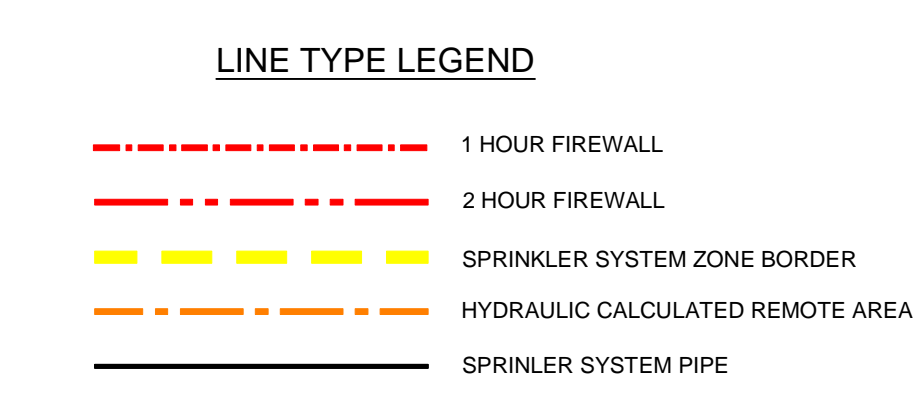 LINE TYPE LEGEND
1 HOUR FIREWALL
2 HOUR FIREWALL
SPRINKLER SYSTEM ZONE BORDER
HYDRAULIC CALCULATED REMOTE AREA
SPRINLER SYSTEM PIPE